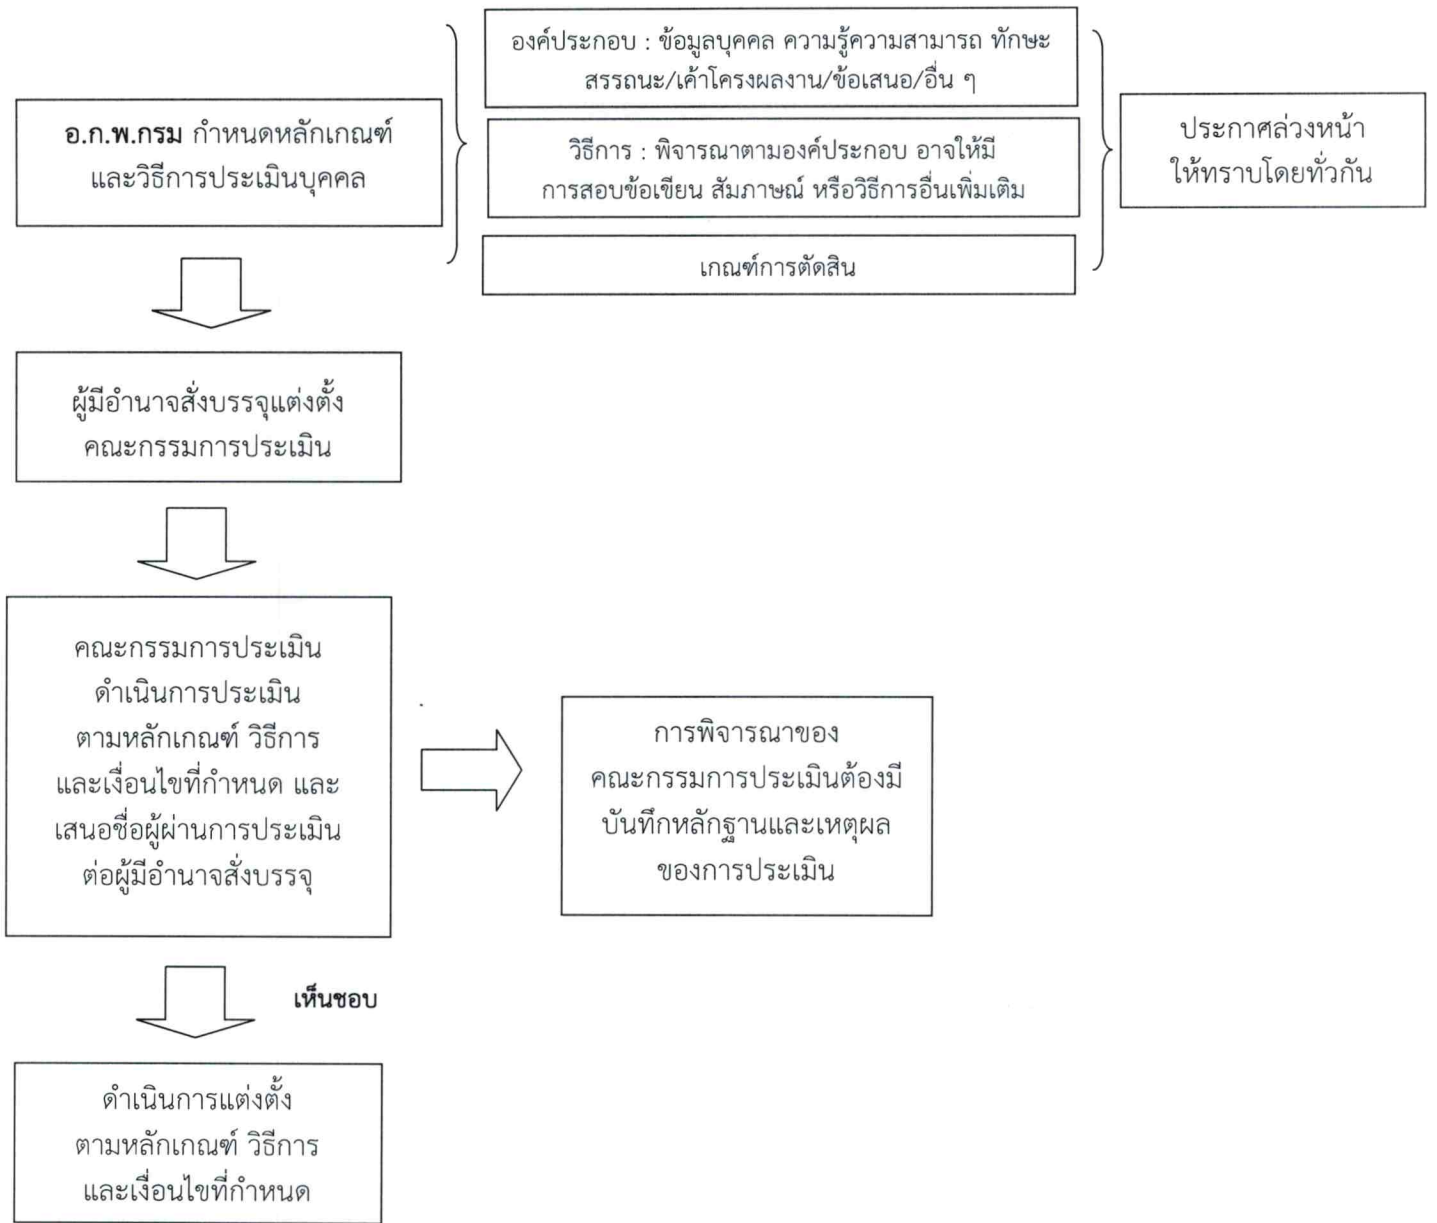 อ.ก.พ.กรม กำหนดหลักเกณฑ์
และวิธีการประเมินบุคคล
องค์ประกอบ : ข้อมูลบุคคล ความรู้ความสามารถ ทักษะ
สรรถนะ/เค้าโครงผลงาน/ข้อเสนอ/อื่น ๆ
วิธีการ : พิจารณาตามองค์ประกอบ อาจให้มี
การสอบข้อเขียน สัมภาษณ์ หรือวิธีการอื่นเพิ่มเติม
เกณฑ์การตัดสิน
ประกาศล่วงหน้า
ให้ทราบโดยทั่วกัน
ผู้มีอำนาจสั่งบรรจุแต่งตั้ง
คณะกรรมการประเมิน
คณะกรรมการประเมิน
ดำเนินการประเมิน
ตามหลักเกณฑ์ วิธีการ
และเงื่อนไขที่กำหนด และ
เสนอชื่อผู้ผ่านการประเมิน
ต่อผู้มีอำนาจสั่งบรรจุ
การพิจารณาของ
คณะกรรมการประเมินต้องมี
บันทึกหลักฐานและเหตุผล
ของการประเมิน
เห็นชอบ
ดำเนินการแต่งตั้ง
ตามหลักเกณฑ์ วิธีการ
และเงื่อนไขที่กำหนด